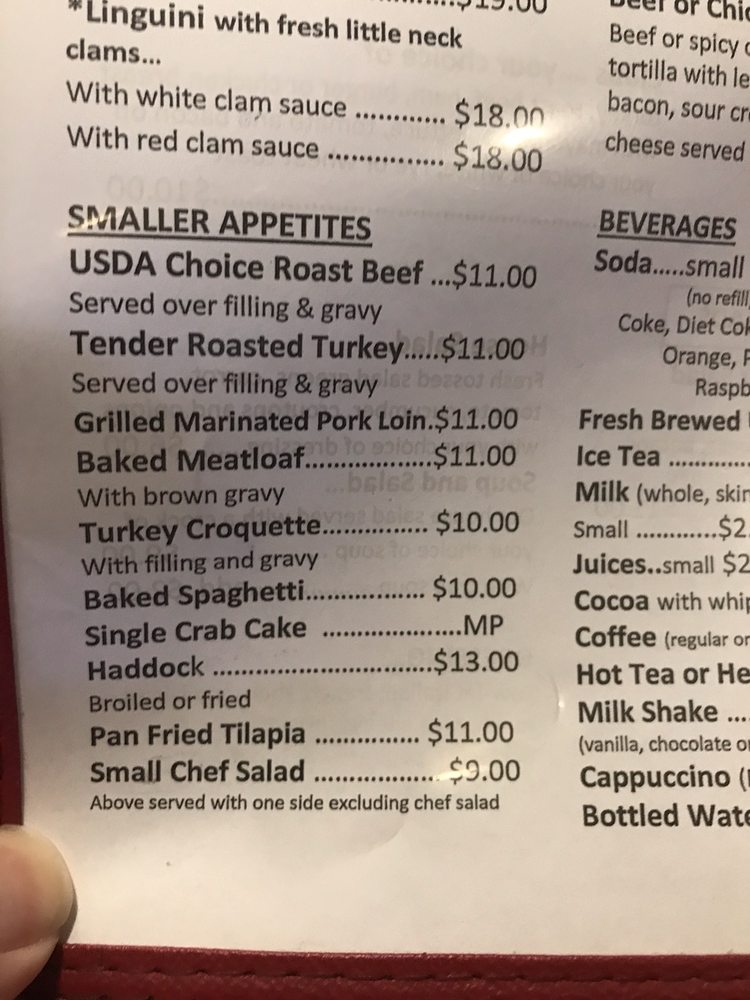 *Linguini with fresh little neck
clams...
With white clam sauce ............ $18.00
With red clam sauce ............... $18.00
SMALLER APPETITES
USDA Choice Roast Beef ...$11.00
Served over filling & gravy
Tender Roasted Turkey.....$11.00
Served over filling & gravy
Grilled Marinated Pork Loin.$11.00
Baked Meatloaf..................$11.00
With brown gravy
Turkey Croquette............... $10.00
With filling and gravy
Baked Spaghetti................. $10.00
Single Crab Cake ....................MP
Haddock ...............................$13.00
Broiled or fried
Pan Fried Tilapia ............... $11.00
Small Chef Salad .................. $9.00
Above served with one side excluding chef salad
Beef or
Beef or spicy
tortilla with
bacon, sour
cheese served
BEVERAGES
Soda.....small
(no refill
Coke, Diet
Orange,
Fresh Brewed
Ice Tea ............
Milk (whole,
Small ............$2
Juices..small $2
Cocoa with
Coffee (regular or
Hot Tea or
Milk Shake ...
(vanilla, chocolate
Cappuccino
Bottled